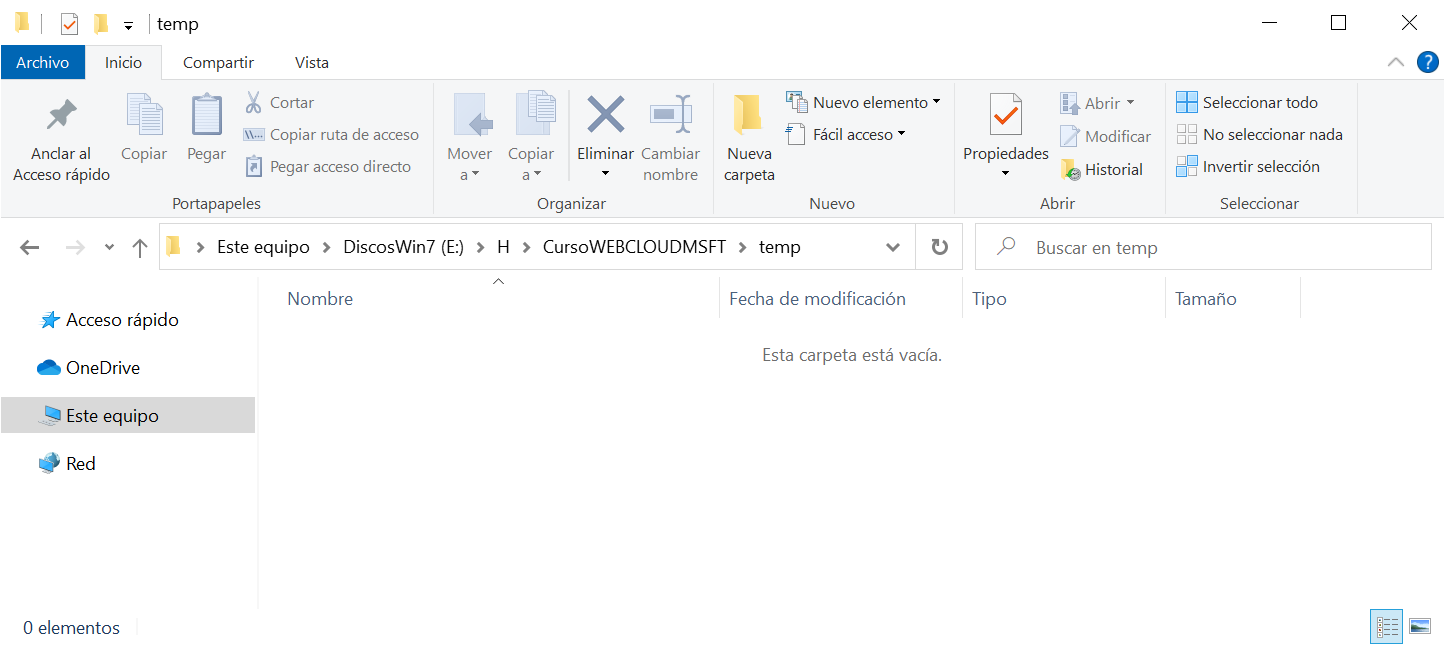 temp
Archivo Inicio Compartir Vista ?
Anclar al Acceso rápido
Copiar
Pegar
Cortar
Copiar ruta de acceso
Pegar acceso directo
Portapapeles
Mover a
Copiar a
Eliminar
Cambiar nombre
Organizar
Nueva carpeta
Nuevo elemento
Fácil acceso
Nuevo
Propiedades
Abrir
Modificar
Historial
Abrir
Seleccionar todo
No seleccionar nada
Invertir selección
Seleccionar
Este equipo > DiscosWin7 (E:) > H > CursoWEBCLOUDMSFT > temp
Buscar en temp
Nombre Fecha de modificación Tipo Tamaño
Acceso rápido
OneDrive
Este equipo
Red
Esta carpeta está vacía.
0 elementos